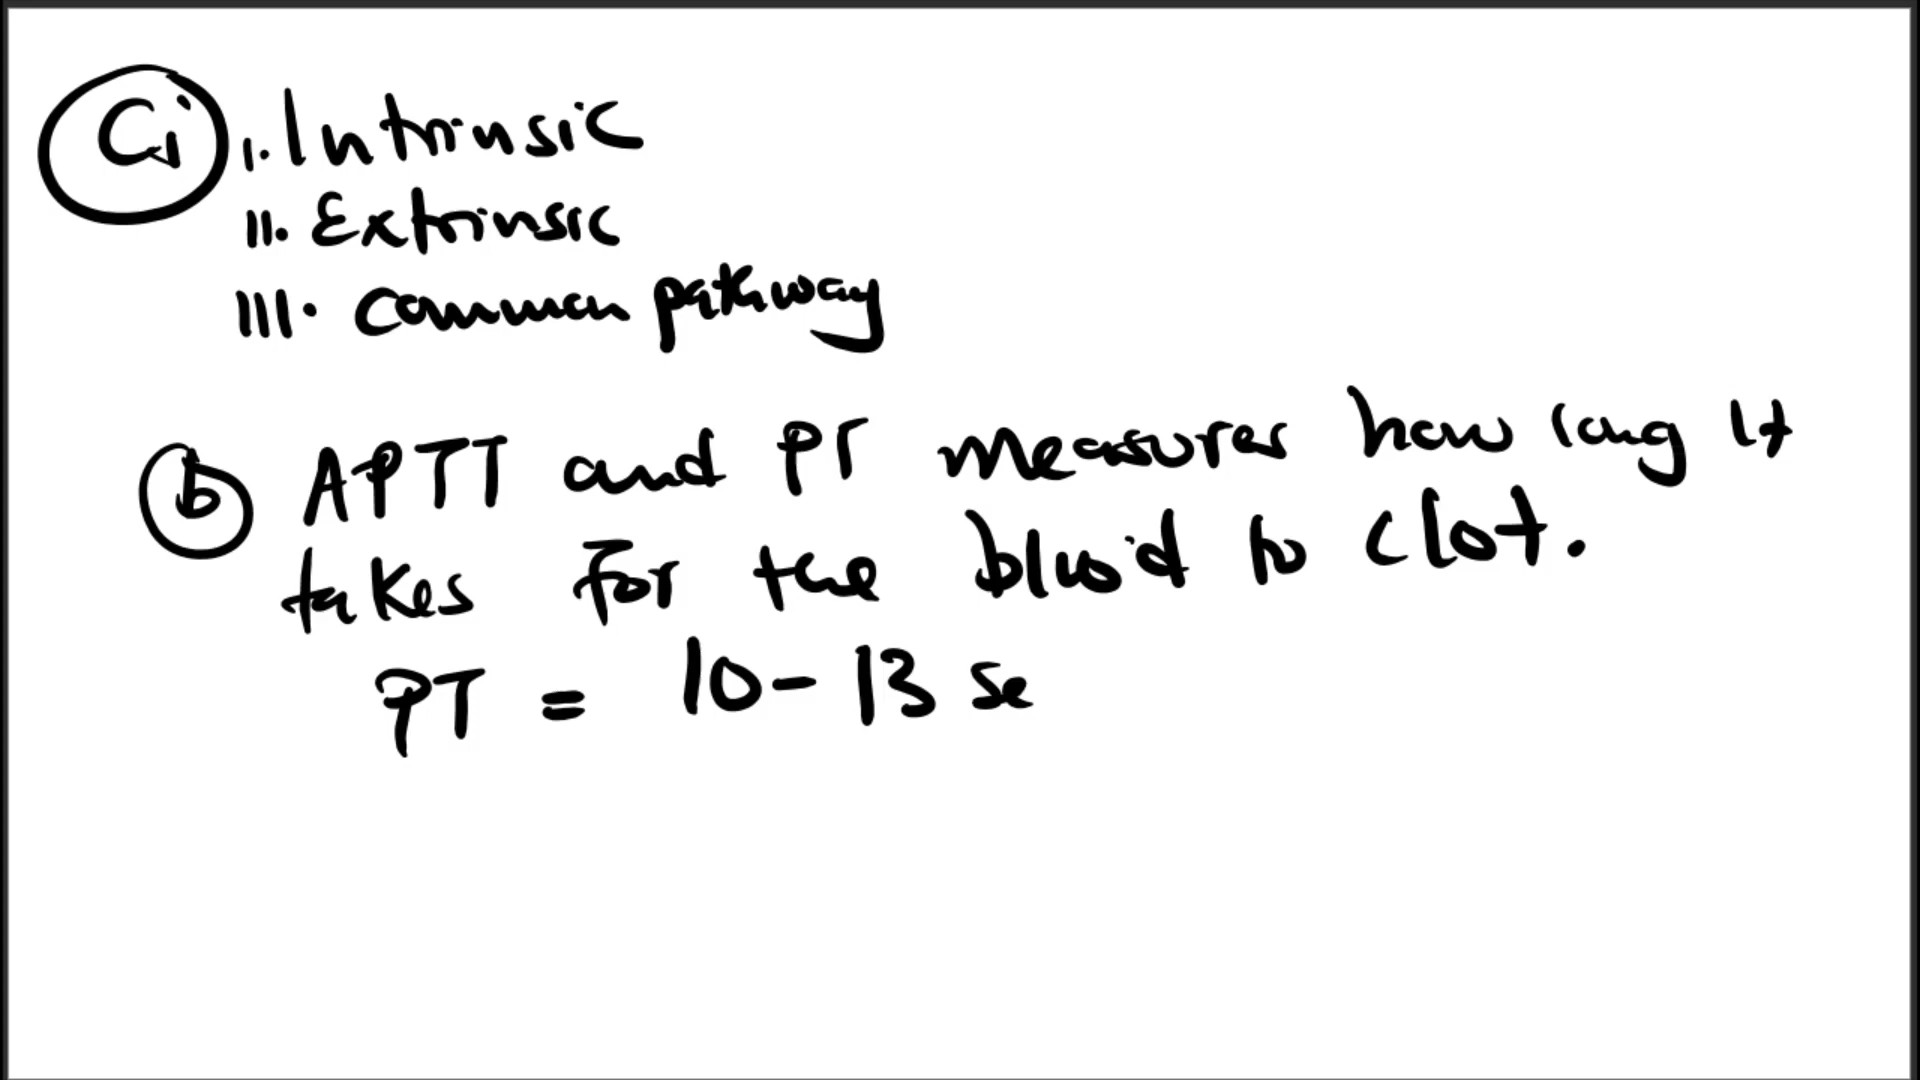 Ci i. Intrinsic
ii. Extrinsic
iii. Common pathway
b APTT and PT measures how long it
takes for the blood to clot.
PT = 10 - 13 se